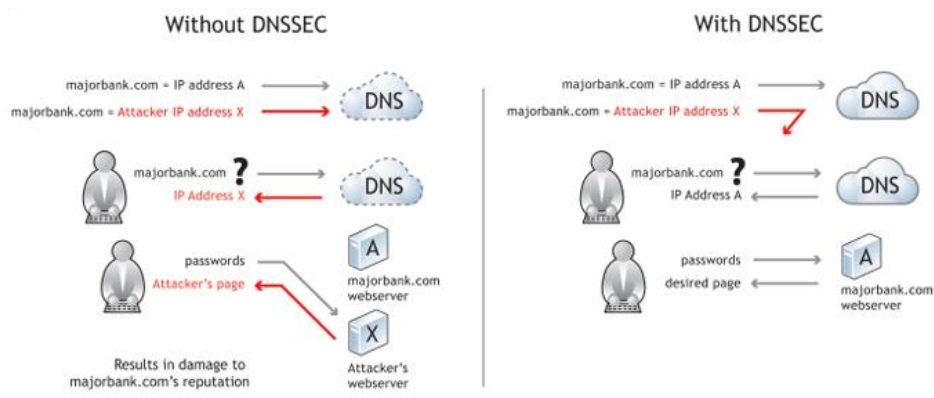 Without DNSSEC
majorbank.com = IP address A
majorbank.com = Attacker IP address X
DNS
majorbank.com ?
IP Address X
DNS
passwords
Attacker's page
A
majorbank.com
webserver
X
Attacker's
webserver
Results in damage to
majorbank.com's reputation
With DNSSEC
majorbank.com = IP address A
majorbank.com = Attacker IP address X
DNS
majorbank.com ?
IP Address A
DNS
passwords
desired page
A
majorbank.com
webserver